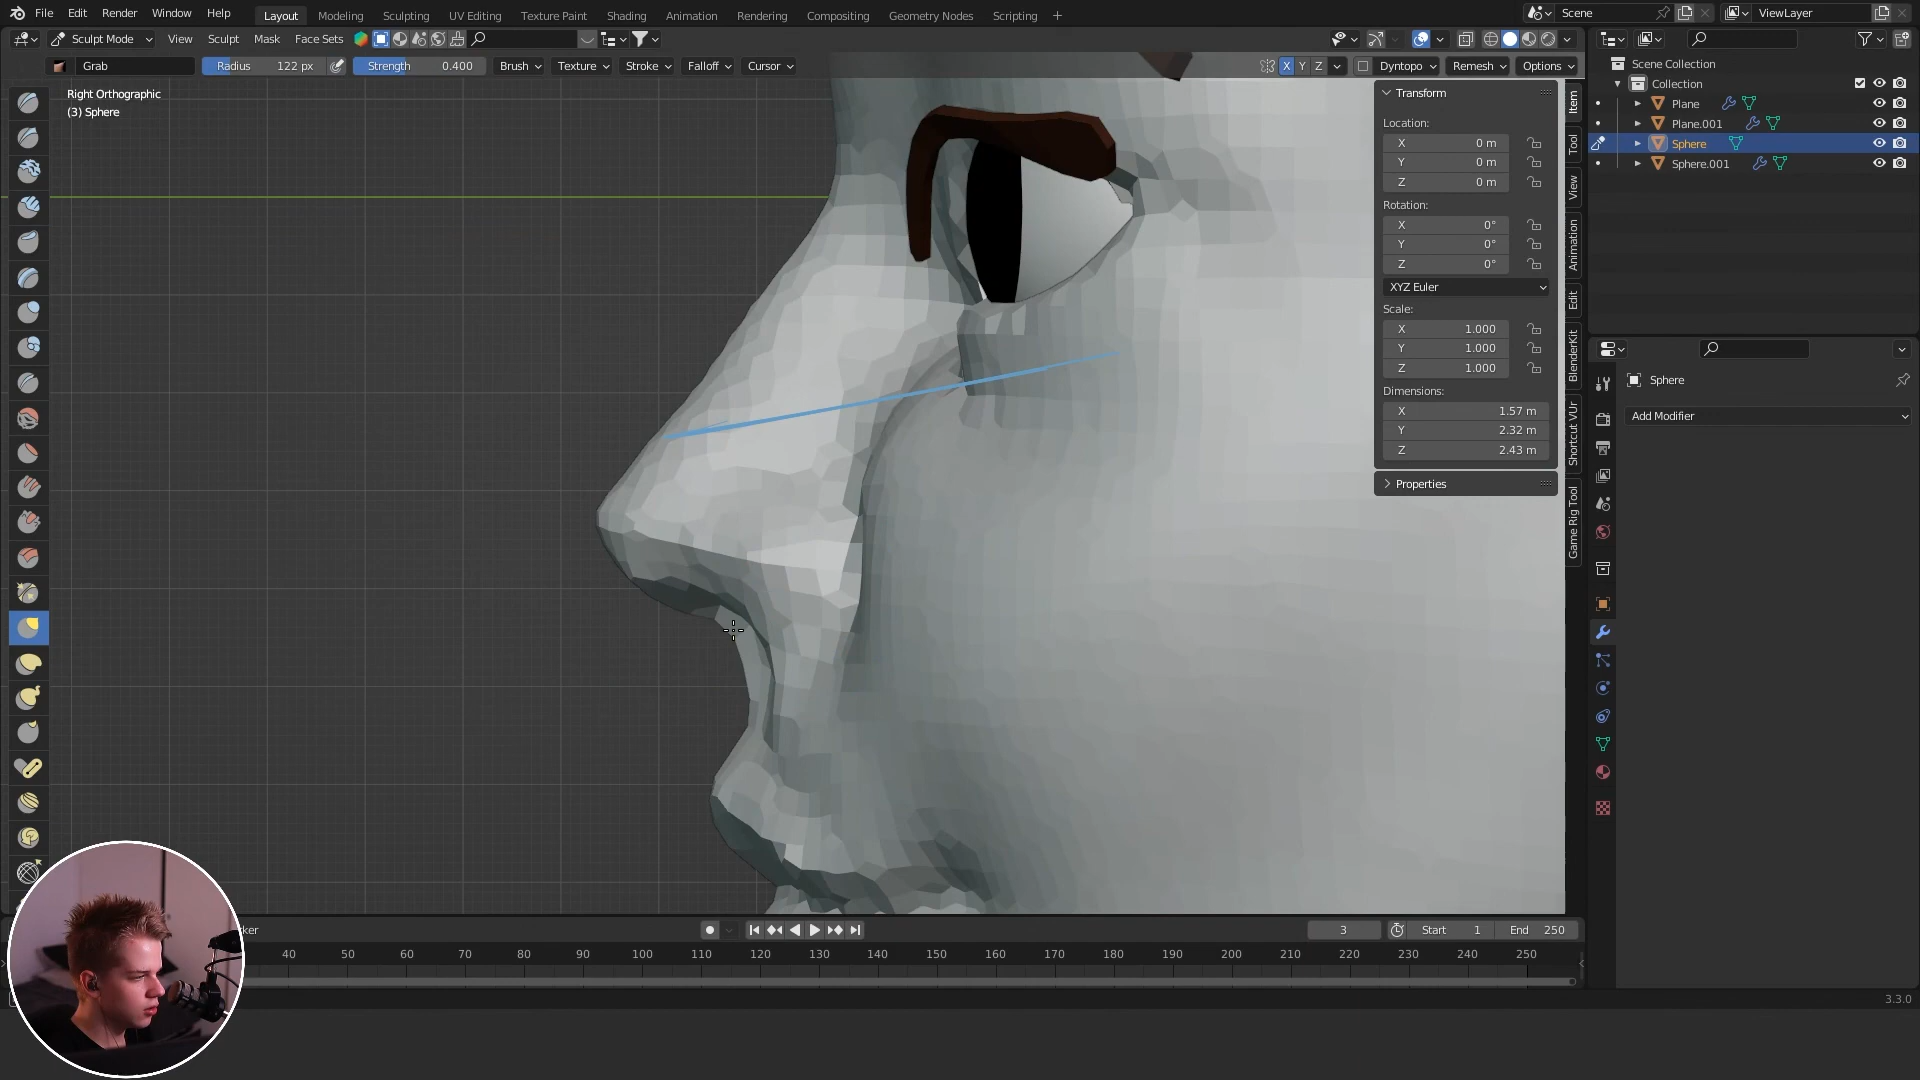 File Edit Render Window Help Layout Modeling Sculpting UV Editing Texture Paint Shading Animation Rendering Compositing Geometry Nodes Scripting + Scene ViewLayer
Sculpt Mode View Sculpt Mask Face Sets
Grab Radius 122 px Strength 0.400 Brush Texture Stroke Falloff Cursor X Y Z Dyntopo Remesh Options
Right Orthographic
(3) Sphere
Transform
Location:
X 0 m
Y 0 m
Z 0 m
Rotation:
X 0°
Y 0°
Z 0°
XYZ Euler
Scale:
X 1.000
Y 1.000
Z 1.000
Dimensions:
X 1.57 m
Y 2.32 m
Z 2.43 m
Properties
Item
Tool
View
Animation
Edit
BlenderKit
Shortcut VUr
Game Rig Tool
Scene Collection
Collection
Plane
Plane.001
Sphere
Sphere.001
Sphere
Add Modifier
ker 3 Start 1 End 250
40 50 60 70 80 90 100 110 120 130 140 150 160 170 180 190 200 210 220 230 240 250
3.3.0